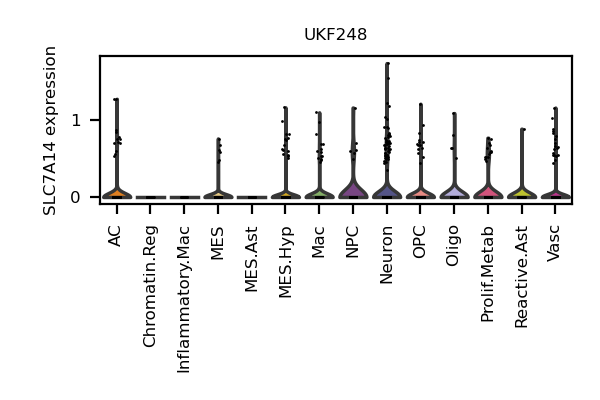 UKF248
SLC7A14 expression
1
0
AC
Chromatin.Reg
Inflammatory.Mac
MES
MES.Ast
MES.Hyp
Mac
NPC
Neuron
OPC
Oligo
Prolif.Metab
Reactive.Ast
Vasc